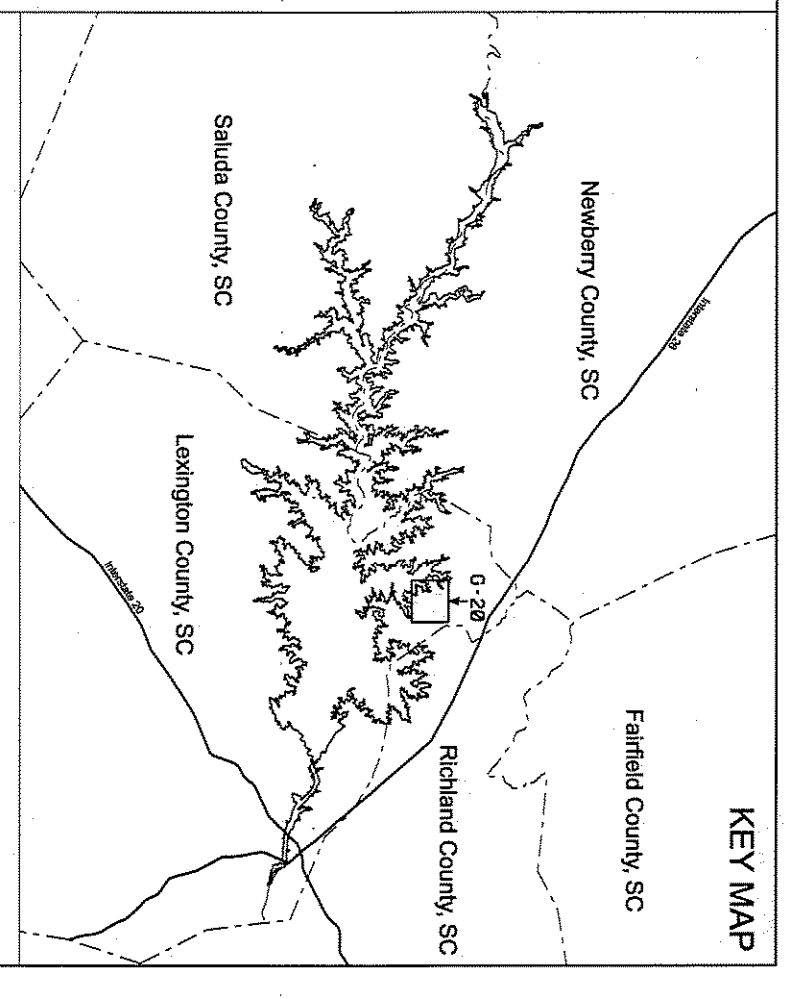 KEY MAP
Fairfield County, SC
Interstate 26
Newberry County, SC
G-20
Richland County, SC
Saluda County, SC
Lexington County, SC
Interstate 20